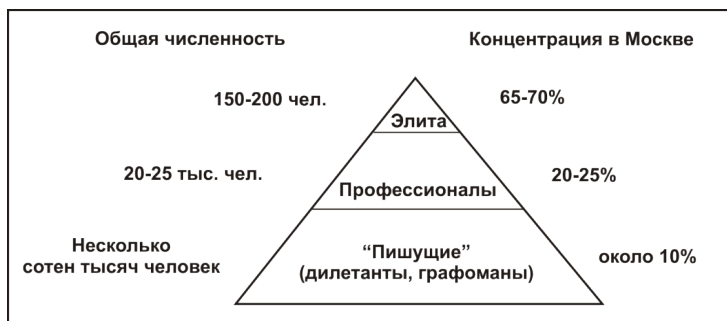 Общая численность
Концентрация в Москве
150-200 чел.
65-70%
Элита
20-25 тыс. чел.
20-25%
Профессионалы
Несколько
сотен тысяч человек
“Пишущие”
(дилетанты, графоманы)
около 10%